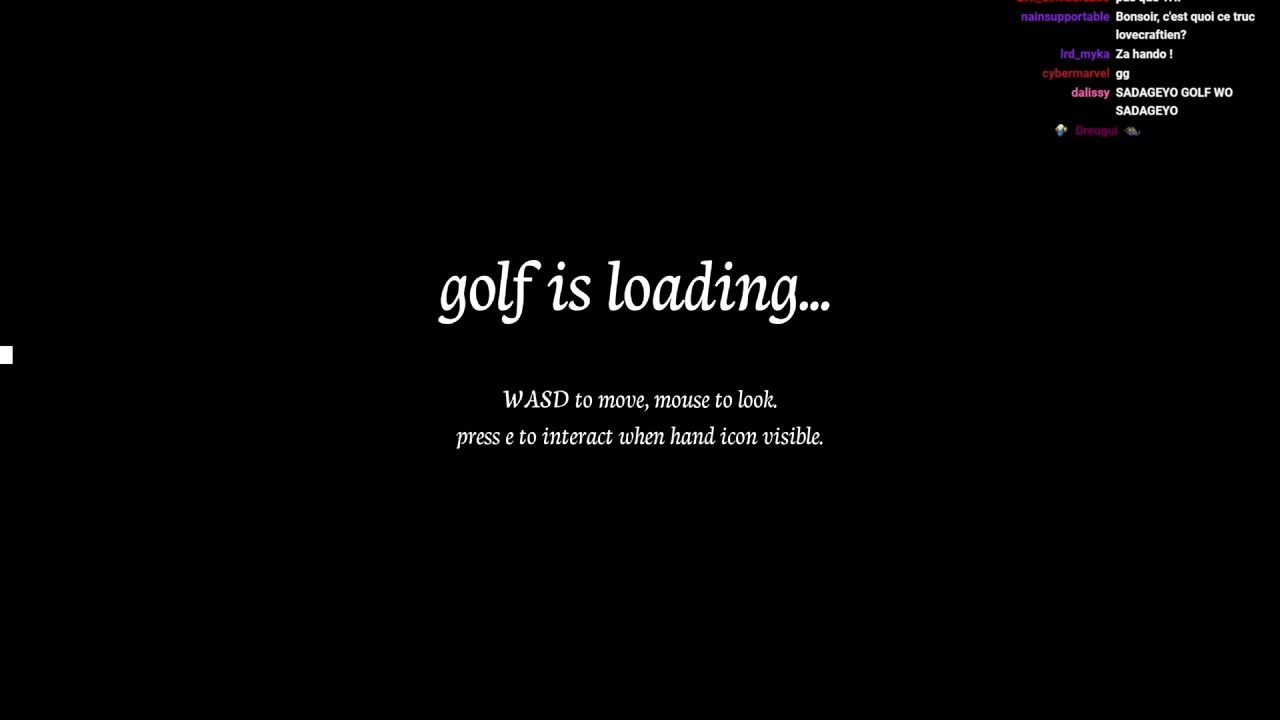 nainsupportable Bonsoir, c'est quoi ce truc
lovecraftien?
lrd_myka Za hando !
cybermarvel gg
dalissy SADAGEYO GOLF WO
SADAGEYO
Dreugui
golf is loading...
WASD to move, mouse to look.
press e to interact when hand icon visible.